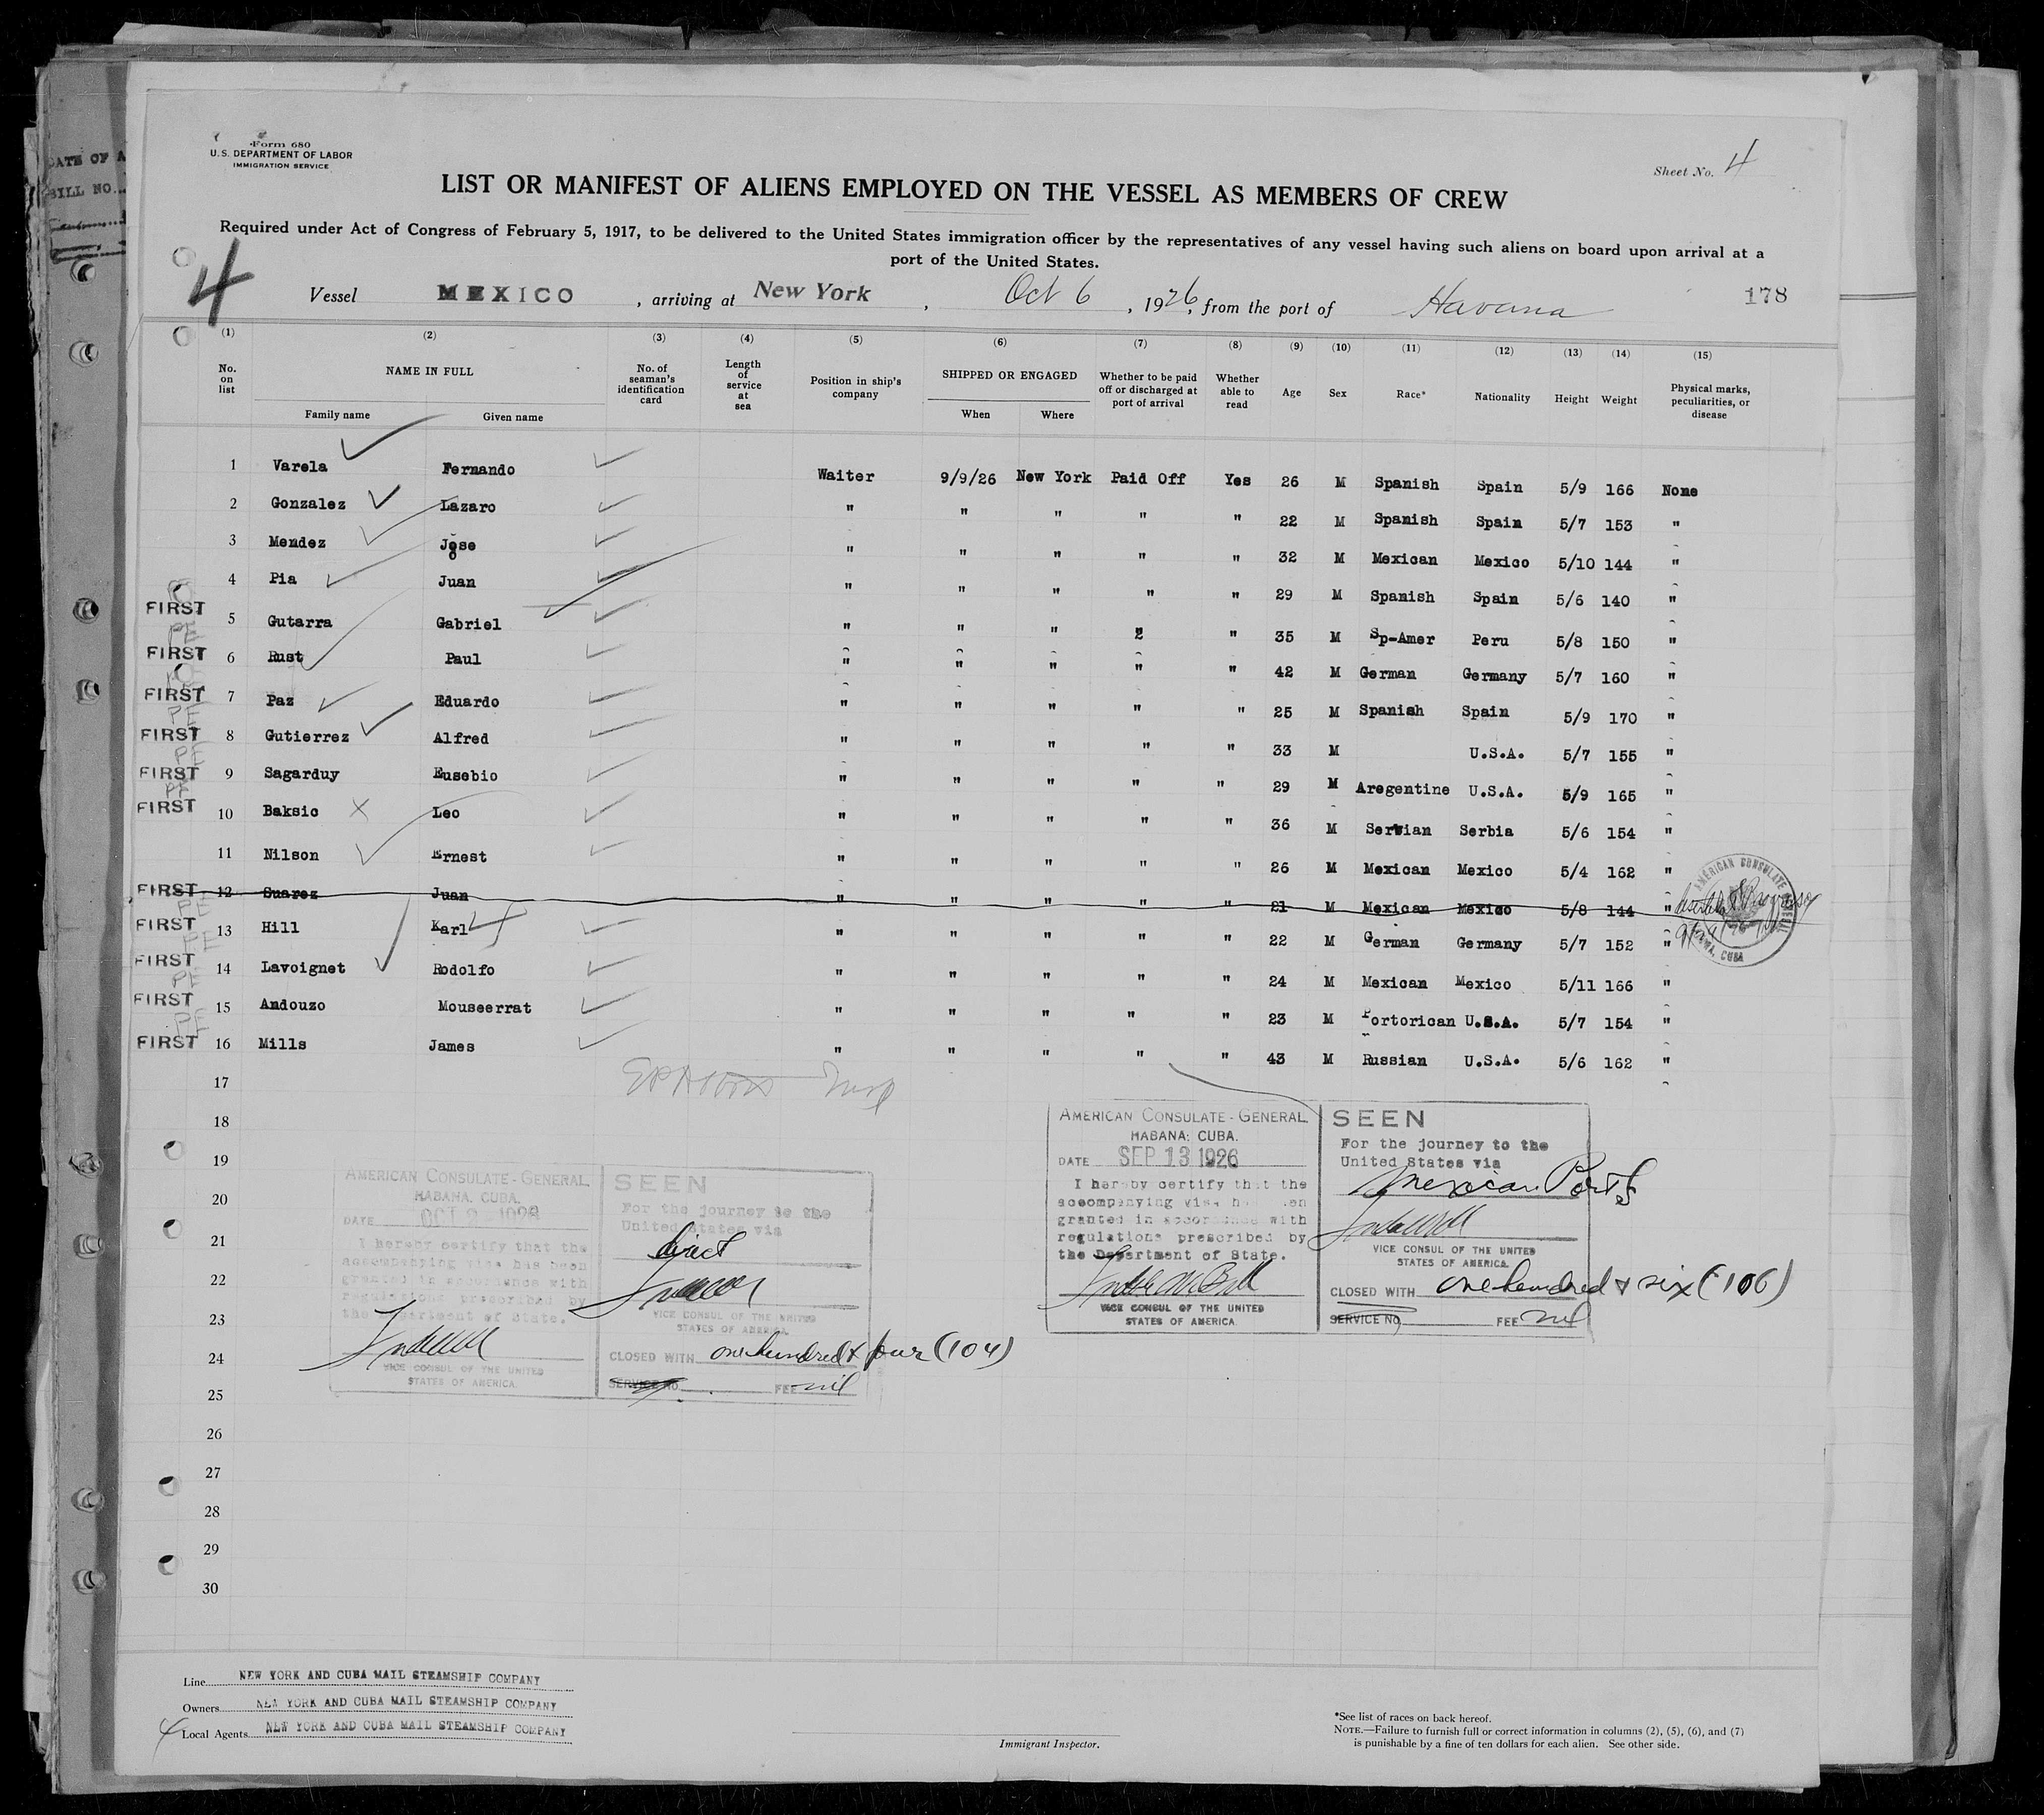 DATE OF A
BILL NO.
Form 680
U.S. DEPARTMENT OF LABOR
IMMIGRATION SERVICE
Sheet No. 4
LIST OR MANIFEST OF ALIENS EMPLOYED ON THE VESSEL AS MEMBERS OF CREW
Required under Act of Congress of February 5, 1917, to be delivered to the United States immigration officer by the representatives of any vessel having such aliens on board upon arrival at a
port of the United States.
4
Vessel MEXICO, arriving at New York, Oct 6, 1926, from the port of Havana
178
(1) (2) (3) (4) (5) (6) (7) (8) (9) (10) (11) (12) (13) (14) (15)
No. on list NAME IN FULL Family name Given name No. of seaman's identification card Length of service at sea Position in ship's company SHIPPED OR ENGAGED When Where Whether to be paid off or discharged at port of arrival Whether able to read Age Sex Race* Nationality Height Weight Physical marks, peculiarities, or disease
1 Varela Fernando Waiter 9/9/26 New York Paid Off Yes 26 M Spanish Spain 5/9 166 None
2 Gonzalez Lazaro " " " " " 22 M Spanish Spain 5/7 153 "
3 Mendez Jose " " " " " 32 M Mexican Mexico 5/10 144 "
4 Pia Juan " " " " " 29 M Spanish Spain 5/6 140 "
FIRST 5 Gutarra Gabriel " " " " " 35 M Sp-Amer Peru 5/8 150 "
FIRST 6 Rust Paul " " " " " 42 M German Germany 5/7 160 "
FIRST 7 Paz Eduardo " " " " " 25 M Spanish Spain 5/9 170 "
FIRST 8 Gutierrez Alfred " " " " " 33 M U.S.A. 5/7 155 "
FIRST 9 Sagarduy Eusebio " " " " " 29 M Aregentine U.S.A. 5/9 165 "
FIRST 10 Baksic Leo " " " " " 36 M Servian Serbia 5/6 154 "
11 Nilson Ernest " " " " " 26 M Mexican Mexico 5/4 162 "
FIRST 12 Suarez Juan " " " " " 21 M Mexican Mexico 5/8 144 "
FIRST 13 Hill Karl " " " " " 22 M German Germany 5/7 152 "
FIRST 14 Lavoignet Rodolfo " " " " " 24 M Mexican Mexico 5/11 166 "
FIRST 15 Andouzo Mouseerrat " " " " " 23 M Portorican U.S.A. 5/7 154 "
FIRST 16 Mills James " " " " " 43 M Russian U.S.A. 5/6 162 "
AMERICAN CONSULATE GENERAL
CUBA
17
18
19
20
21
22
23
24
25
26
27
28
29
30
AMERICAN CONSULATE-GENERAL
HABANA, CUBA.
DATE OCT 2 - 1926
I hereby certify that the
accompanying visa has been
granted in accordance with
regulations prescribed by
the Department of State.
VICE CONSUL OF THE UNITED
STATES OF AMERICA.
SEEN
For the journey to the
United States via
direct
VICE CONSUL OF THE UNITED
STATES OF AMERICA.
CLOSED WITH one hundred & four (104)
SERVICE NO. FEE nil
AMERICAN CONSULATE-GENERAL
HABANA: CUBA.
DATE SEP 13 1926
I hereby certify that the
accompanying visa has been
granted in accordance with
regulations prescribed by
the Department of State.
VICE CONSUL OF THE UNITED
STATES OF AMERICA
SEEN
For the journey to the
United States via
Mexican Ports
VICE CONSUL OF THE UNITED
STATES OF AMERICA.
CLOSED WITH one hundred & six (106)
SERVICE NO. FEE nil
Line NEW YORK AND CUBA MAIL STEAMSHIP COMPANY
Owners NEW YORK AND CUBA MAIL STEAMSHIP COMPANY
4 Local Agents NEW YORK AND CUBA MAIL STEAMSHIP COMPANY
Immigrant Inspector.
*See list of races on back hereof.
NOTE.—Failure to furnish full or correct information in columns (2), (5), (6), and (7)
is punishable by a fine of ten dollars for each alien. See other side.